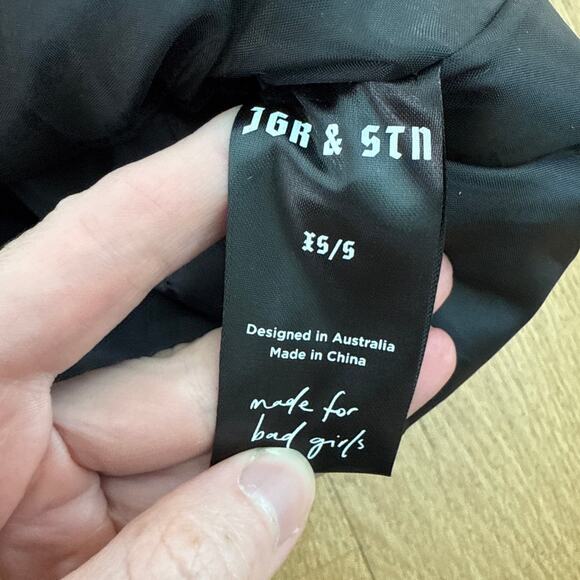 JGR & STN
XS/S
Designed in Australia
Made in China
made for
bad girls